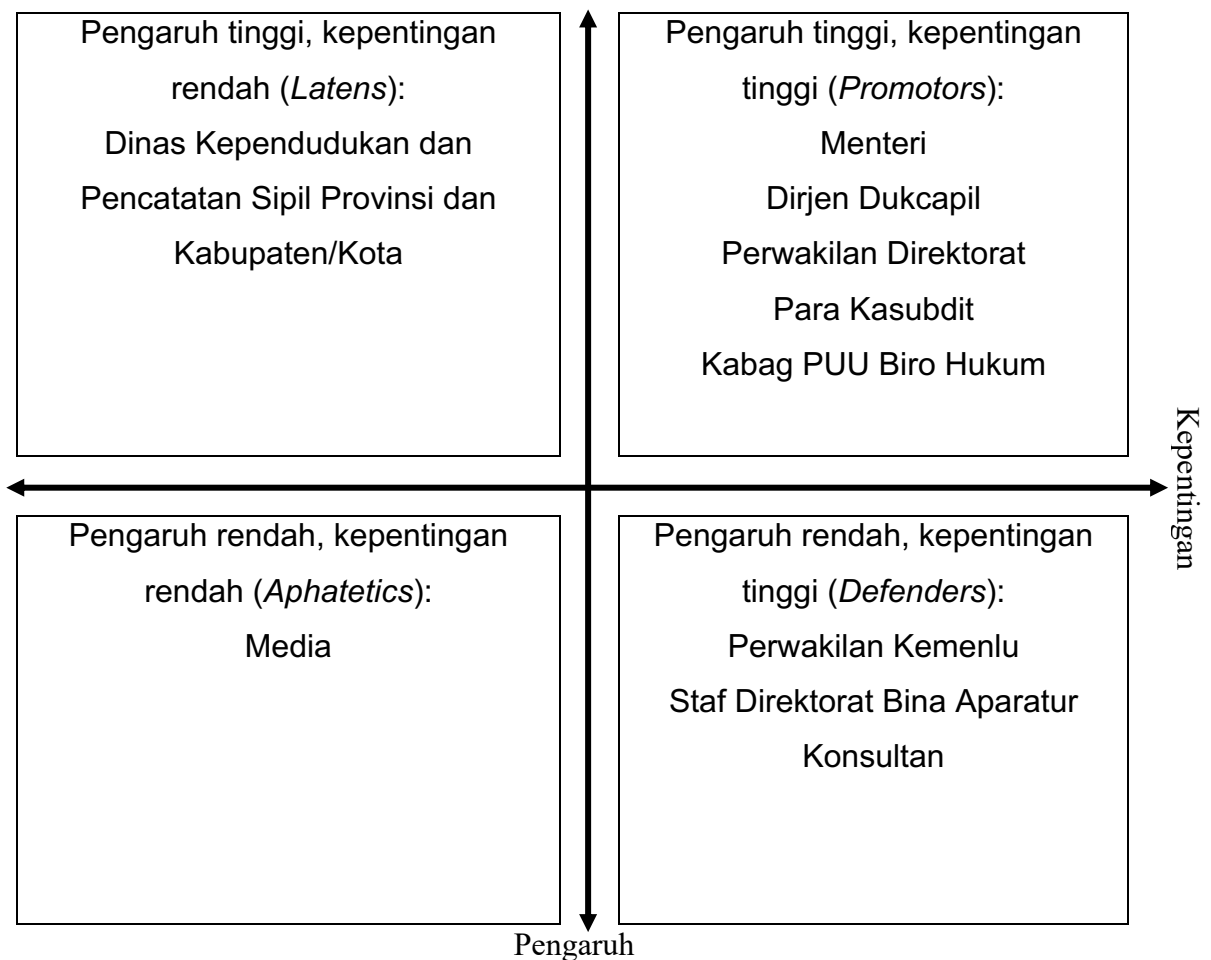 Pengaruh tinggi, kepentingan
rendah (Latens):
Dinas Kependudukan dan
Pencatatan Sipil Provinsi dan
Kabupaten/Kota
Pengaruh tinggi, kepentingan
tinggi (Promotors):
Menteri
Dirjen Dukcapil
Perwakilan Direktorat
Para Kasubdit
Kabag PUU Biro Hukum
Kepentingan
Pengaruh rendah, kepentingan
rendah (Aphatetics):
Media
Pengaruh rendah, kepentingan
tinggi (Defenders):
Perwakilan Kemenlu
Staf Direktorat Bina Aparatur
Konsultan
Pengaruh